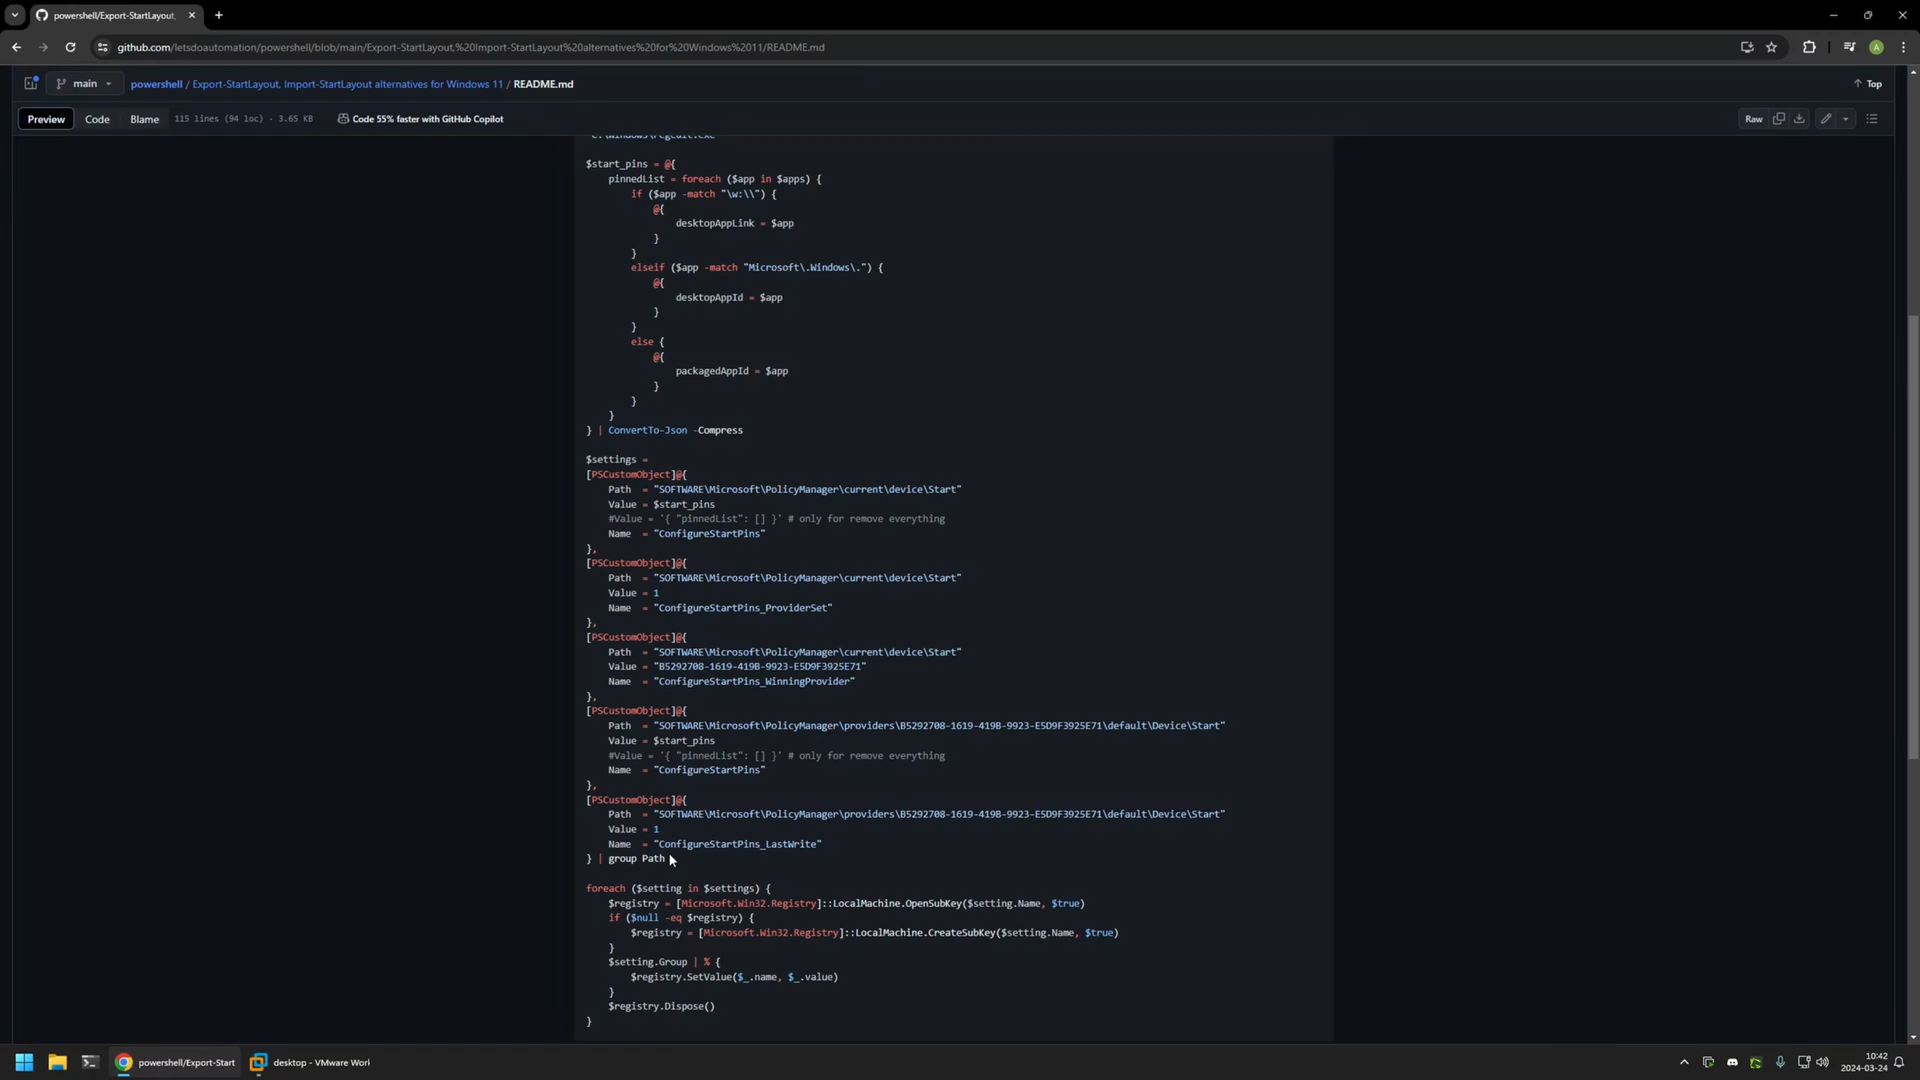 powershell/Export-StartLayout,
github.com/letsdoautomation/powershell/blob/main/Export-StartLayout,%20Import-StartLayout%20alternatives%20for%20Windows%2011/README.md
A
main
powershell / Export-StartLayout, Import-StartLayout alternatives for Windows 11 / README.md
Top
Preview
Code
Blame
115 lines (94 loc) · 3.65 KB
Code 55% faster with GitHub Copilot
Raw
$start_pins = @{
pinnedList = foreach ($app in $apps) {
if ($app -match "\w:\\") {
@{
desktopAppLink = $app
}
}
elseif ($app -match "Microsoft\.Windows\.") {
@{
desktopAppId = $app
}
}
else {
@{
packagedAppId = $app
}
}
}
} | ConvertTo-Json -Compress
$settings =
[PSCustomObject]@{
Path = "SOFTWARE\Microsoft\PolicyManager\current\device\Start"
Value = $start_pins
#Value = '{ "pinnedList": [] }' # only for remove everything
Name = "ConfigureStartPins"
},
[PSCustomObject]@{
Path = "SOFTWARE\Microsoft\PolicyManager\current\device\Start"
Value = 1
Name = "ConfigureStartPins_ProviderSet"
},
[PSCustomObject]@{
Path = "SOFTWARE\Microsoft\PolicyManager\current\device\Start"
Value = "B5292708-1619-419B-9923-E5D9F3925E71"
Name = "ConfigureStartPins_WinningProvider"
},
[PSCustomObject]@{
Path = "SOFTWARE\Microsoft\PolicyManager\providers\B5292708-1619-419B-9923-E5D9F3925E71\default\Device\Start"
Value = $start_pins
#Value = '{ "pinnedList": [] }' # only for remove everything
Name = "ConfigureStartPins"
},
[PSCustomObject]@{
Path = "SOFTWARE\Microsoft\PolicyManager\providers\B5292708-1619-419B-9923-E5D9F3925E71\default\Device\Start"
Value = 1
Name = "ConfigureStartPins_LastWrite"
} | group Path
foreach ($setting in $settings) {
$registry = [Microsoft.Win32.Registry]::LocalMachine.OpenSubKey($setting.Name, $true)
if ($null -eq $registry) {
$registry = [Microsoft.Win32.Registry]::LocalMachine.CreateSubKey($setting.Name, $true)
}
$setting.Group | % {
$registry.SetValue($_.name, $_.value)
}
$registry.Dispose()
}
powershell/Export-Start
desktop - VMware Work
10:42
2024-03-24